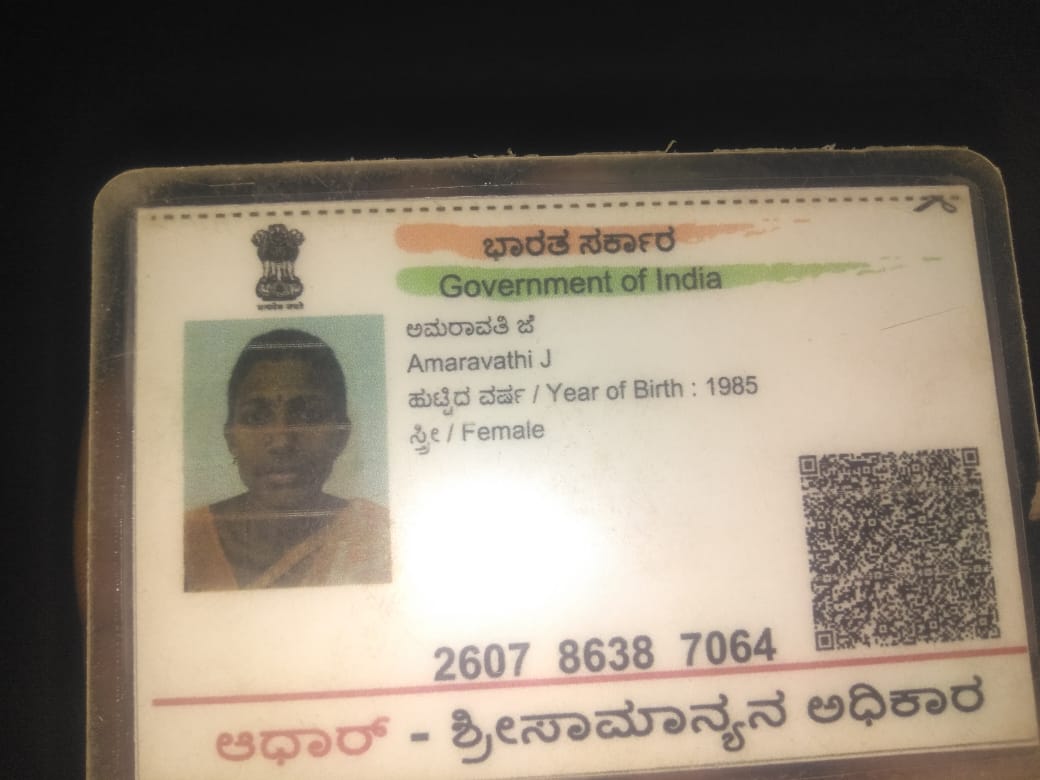 ಭಾರತ ಸರ್ಕಾರ
Government of India
ಅಮರಾವತಿ ಜೆ
Amaravathi J
ಹುಟ್ಟಿದ ವರ್ಷ / Year of Birth : 1985
ಸ್ತ್ರೀ / Female
2607 8638 7064
ಆಧಾರ್ - ಶ್ರೀಸಾಮಾನ್ಯನ ಅಧಿಕಾರ